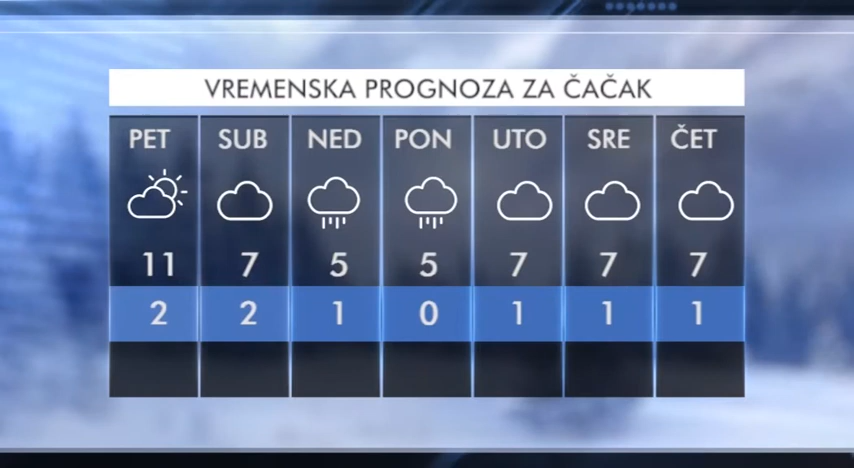 VREMENSKA PROGNOZA ZA ČAČAK
PET SUB NED PON UTO SRE ČET
11 7 5 5 7 7 7
2 2 1 0 1 1 1